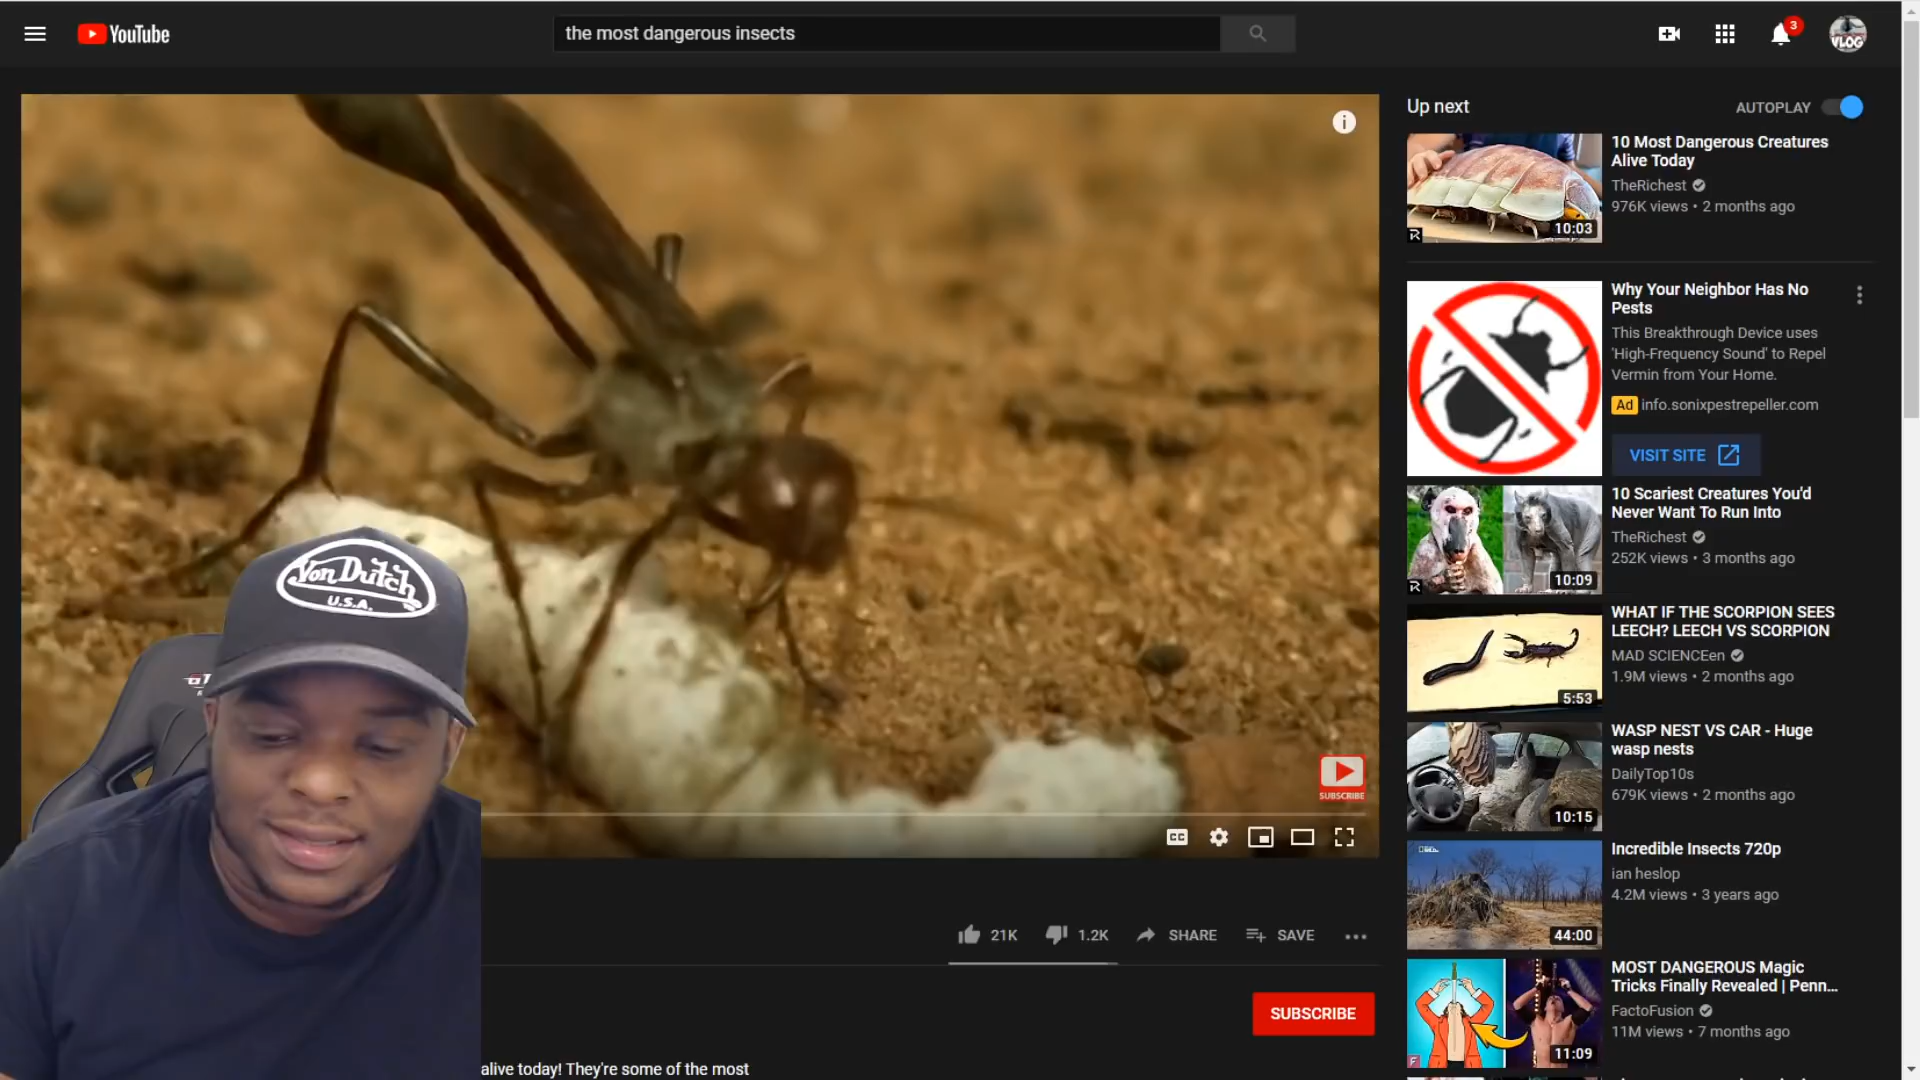 YouTube
the most dangerous insects
3
VLOG
Up next
AUTOPLAY
10 Most Dangerous Creatures
Alive Today
TheRichest
976K views • 2 months ago
10:03
Why Your Neighbor Has No
Pests
This Breakthrough Device uses
'High-Frequency Sound' to Repel
Vermin from Your Home.
Ad info.sonixpestrepeller.com
VISIT SITE
10 Scariest Creatures You'd
Never Want To Run Into
TheRichest
252K views • 3 months ago
10:09
WHAT IF THE SCORPION SEES
LEECH? LEECH VS SCORPION
MAD SCIENCEen
1.9M views • 2 months ago
5:53
WASP NEST VS CAR - Huge
wasp nests
DailyTop10s
679K views • 2 months ago
10:15
Incredible Insects 720p
ian heslop
4.2M views • 3 years ago
44:00
MOST DANGEROUS Magic
Tricks Finally Revealed | Penn...
FactoFusion
11M views • 7 months ago
11:09
Von Dutch
U.S.A.
SUBSCRIBE
CC
21K
1.2K
SHARE
SAVE
SUBSCRIBE
alive today! They're some of the most